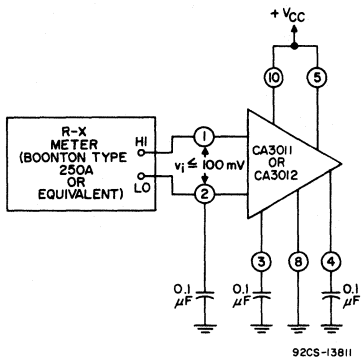 + VCC
10
5
R-X
METER
(BOONTON TYPE
250A
OR
EQUIVALENT)
HI
LO
1
vi ≤ 100 mV
2
CA3011
OR
CA3012
3
8
4
0.1
µF
0.1
µF
0.1
µF
92CS-13811